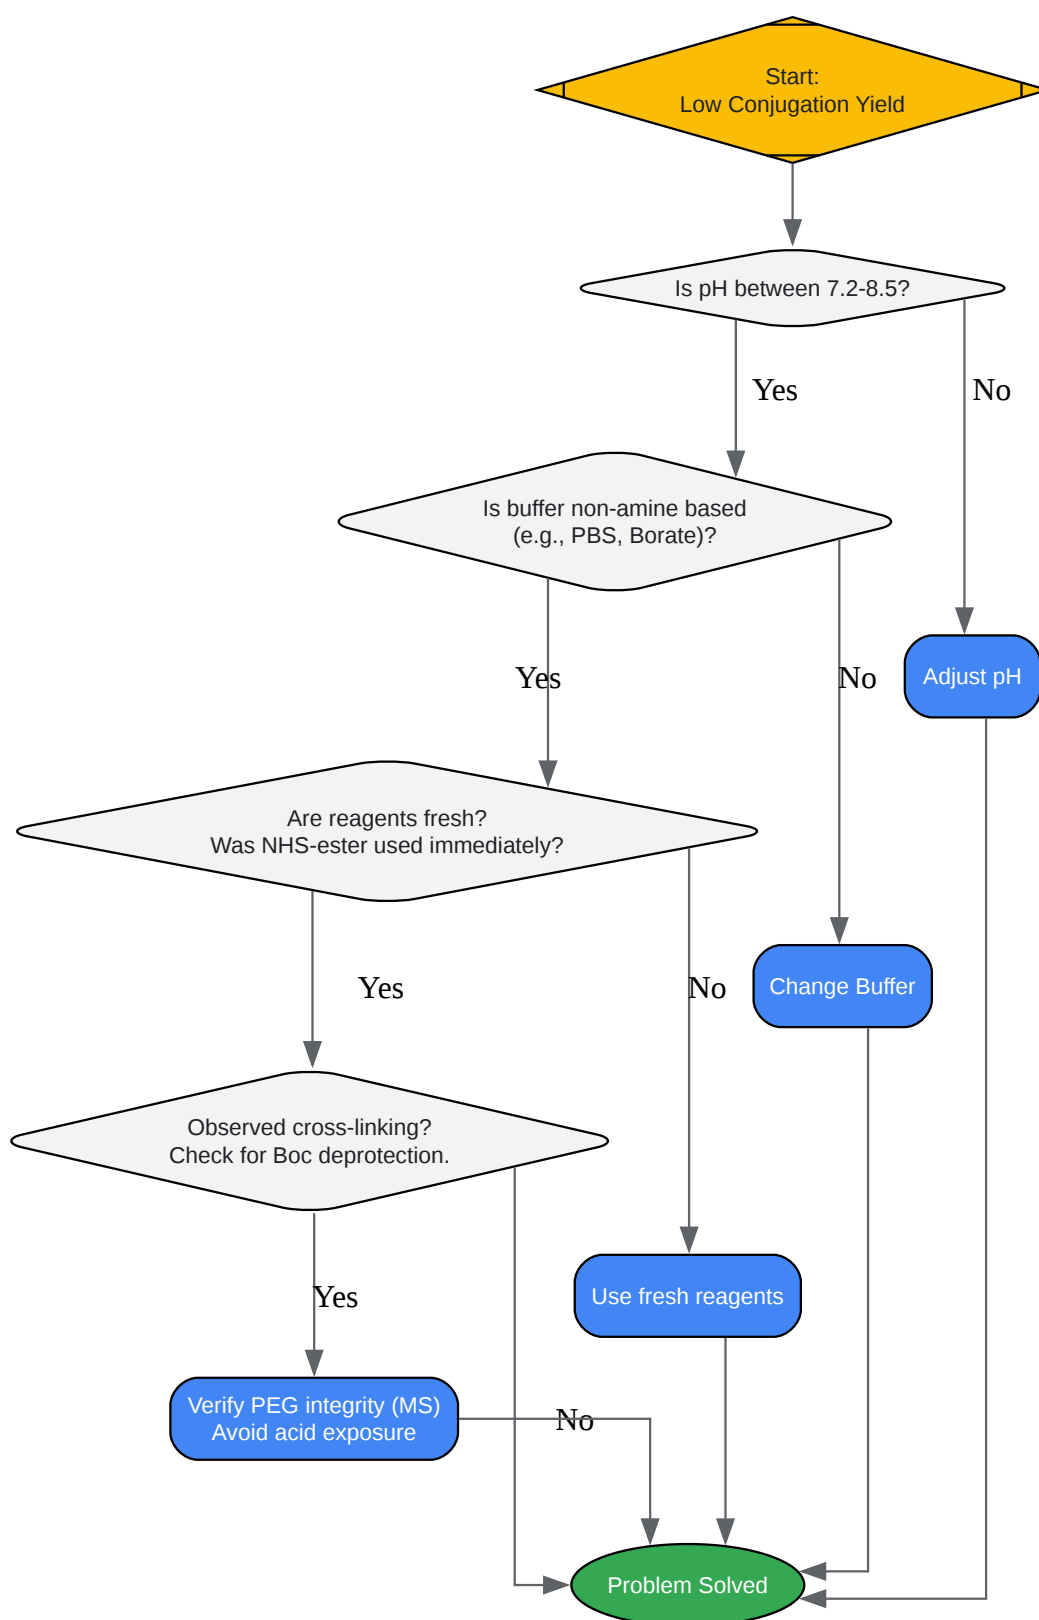 Start:
Low Conjugation Yield
Is pH between 7.2-8.5?
Yes
No
Is buffer non-amine based
(e.g., PBS, Borate)?
Yes
No
Adjust pH
Are reagents fresh?
Was NHS-ester used immediately?
Yes
No
Change Buffer
Observed cross-linking?
Check for Boc deprotection.
Yes
Use fresh reagents
Verify PEG integrity (MS)
Avoid acid exposure
No
Problem Solved